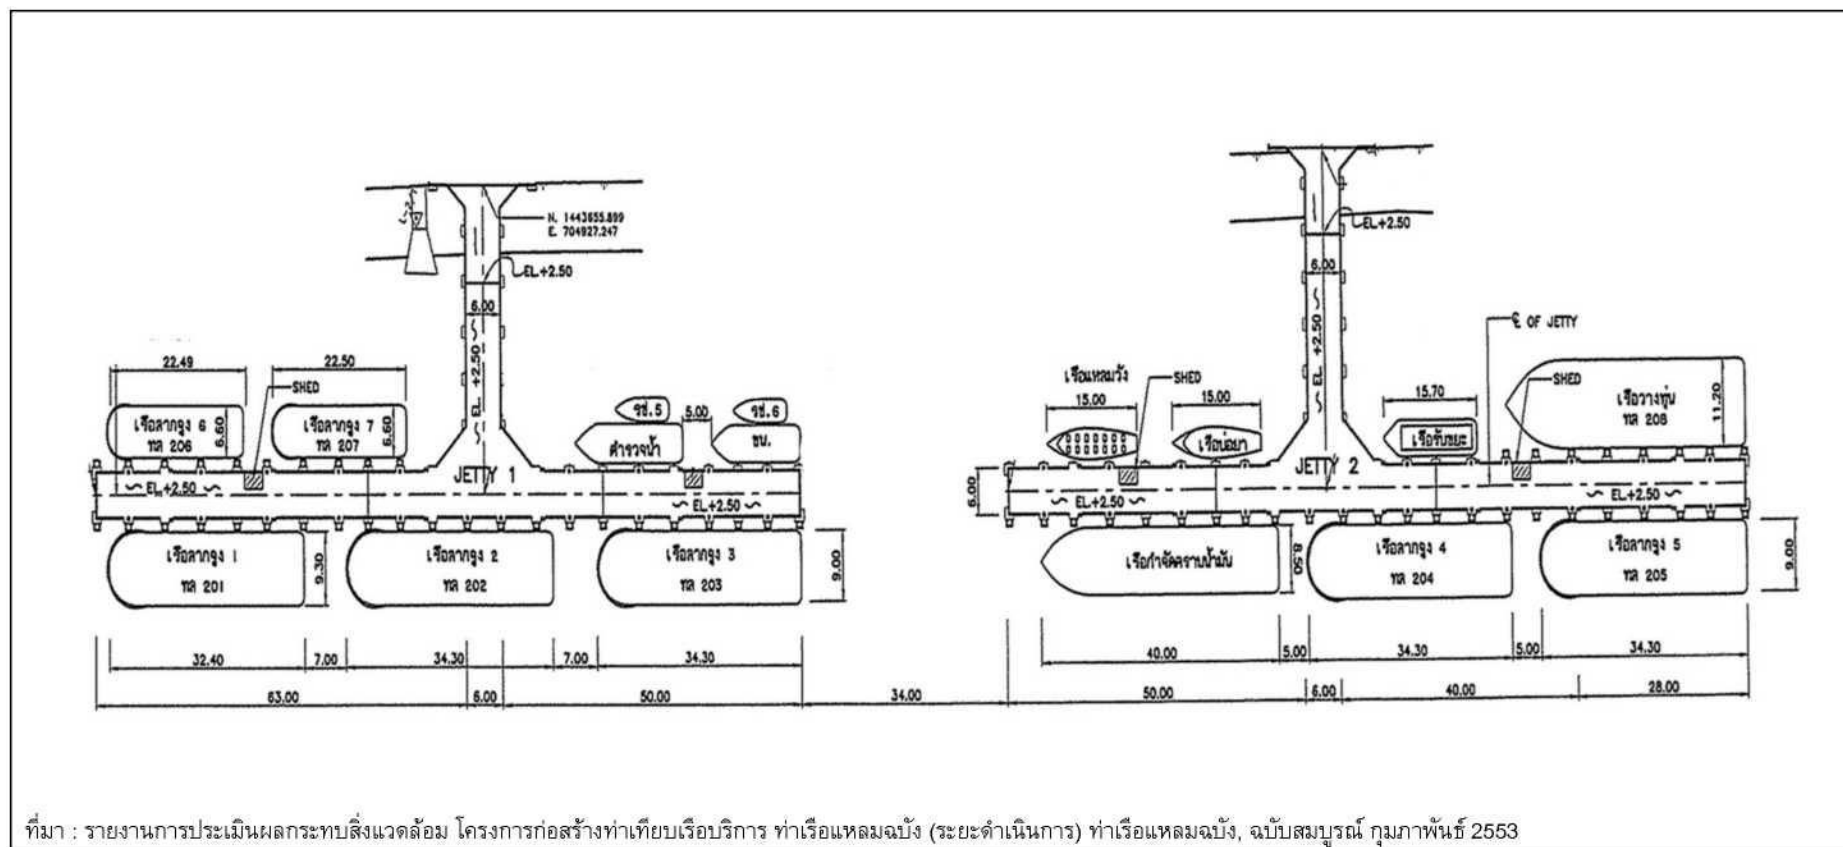 N. 1443655.899
E. 704927.247
EL.+2.50
6.00
EL +2.50
22.49
22.50
SHED
เรือลากจูง 6
ทล 206
6.60
เรือลากจูง 7
ทล 207
6.60
รช.5
5.00
รช.6
ตำรวจน้ำ
ขน.
JETTY 1
EL.+2.50
EL.+2.50
เรือลากจูง 1
ทล 201
9.30
เรือลากจูง 2
ทล 202
เรือลากจูง 3
ทล 203
9.00
32.40
7.00
34.30
7.00
34.30
63.00
6.00
50.00
34.00
EL.+2.50
6.00
EL +2.50
℄ OF JETTY
เรือแหลมวัง
SHED
15.00
15.00
เรือบ่อยา
15.70
เรือรับขยะ
SHED
เรือวางทุ่น
ทล 208
11.20
JETTY 2
6.00
EL.+2.50
EL.+2.50
เรือกำจัดคราบน้ำมัน
8.50
เรือลากจูง 4
ทล 204
เรือลากจูง 5
ทล 205
9.00
40.00
5.00
34.30
5.00
34.30
50.00
6.00
40.00
28.00
ที่มา : รายงานการประเมินผลกระทบสิ่งแวดล้อม โครงการก่อสร้างท่าเทียบเรือบริการ ท่าเรือแหลมฉบัง (ระยะดำเนินการ) ท่าเรือแหลมฉบัง, ฉบับสมบูรณ์ กุมภาพันธ์ 2553